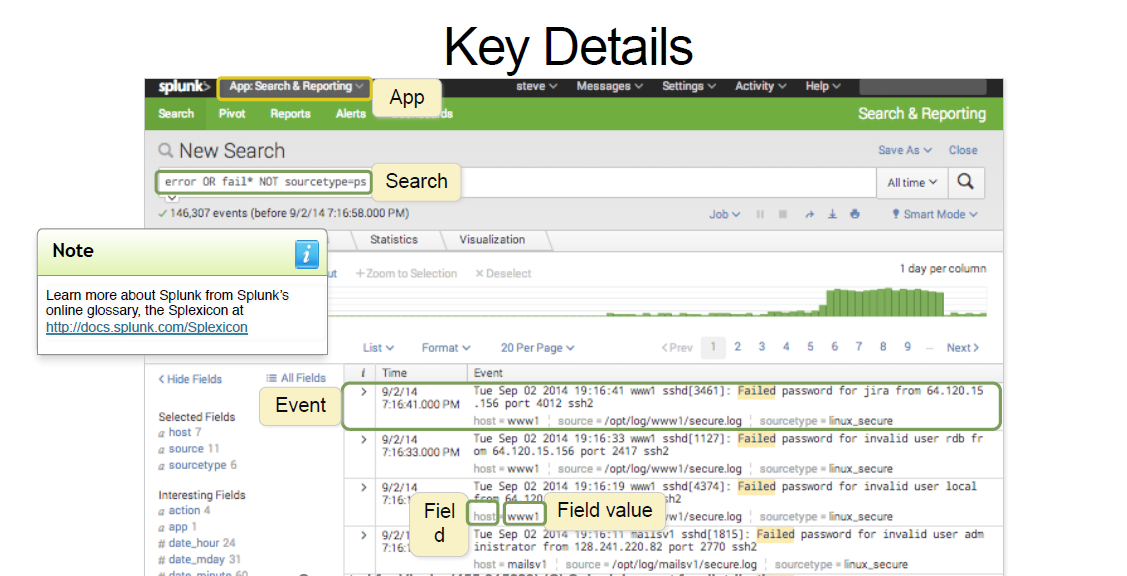 Key Details
splunk> App: Search & Reporting steve Messages Settings Activity Help
App
Search Pivot Reports Alerts Search & Reporting
New Search Save As Close
error OR fail* NOT sourcetype=ps All time
Search
146,307 events (before 9/2/14 7:16:58.000 PM) Job Smart Mode
Statistics Visualization
Note
+ Zoom to Selection × Deselect 1 day per column
Learn more about Splunk from Splunk's
online glossary, the Splexicon at
http://docs.splunk.com/Splexicon
List Format 20 Per Page < Prev 1 2 3 4 5 6 7 8 9 ... Next >
< Hide Fields All Fields i Time Event
Event
Selected Fields
a host 7
a source 11
a sourcetype 6
Interesting Fields
a action 4
a app 1
# date_hour 24
# date_mday 31
# date_minute 60
> 9/2/14 Tue Sep 02 2014 19:16:41 www1 sshd[3461]: Failed password for jira from 64.120.15
7:16:41.000 PM .156 port 4012 ssh2
host = www1 source = /opt/log/www1/secure.log sourcetype = linux_secure
> 9/2/14 Tue Sep 02 2014 19:16:33 www1 sshd[1127]: Failed password for invalid user rdb fr
7:16:33.000 PM om 64.120.15.156 port 2417 ssh2
host = www1 source = /opt/log/www1/secure.log sourcetype = linux_secure
> 9/2/14 Tue Sep 02 2014 19:16:19 www1 sshd[4374]: Failed password for invalid user local
from
host = www1 /www1/secure.log sourcetype = linux_secure
Fiel
d
Field value
> Tue Sep 02 2014 19:16:11 mailsv1 sshd[1815]: Failed password for invalid user adm
inistrator from 128.241.220.82 port 2770 ssh2
host = mailsv1 source = /opt/log/mailsv1/secure.log sourcetype = linux_secure